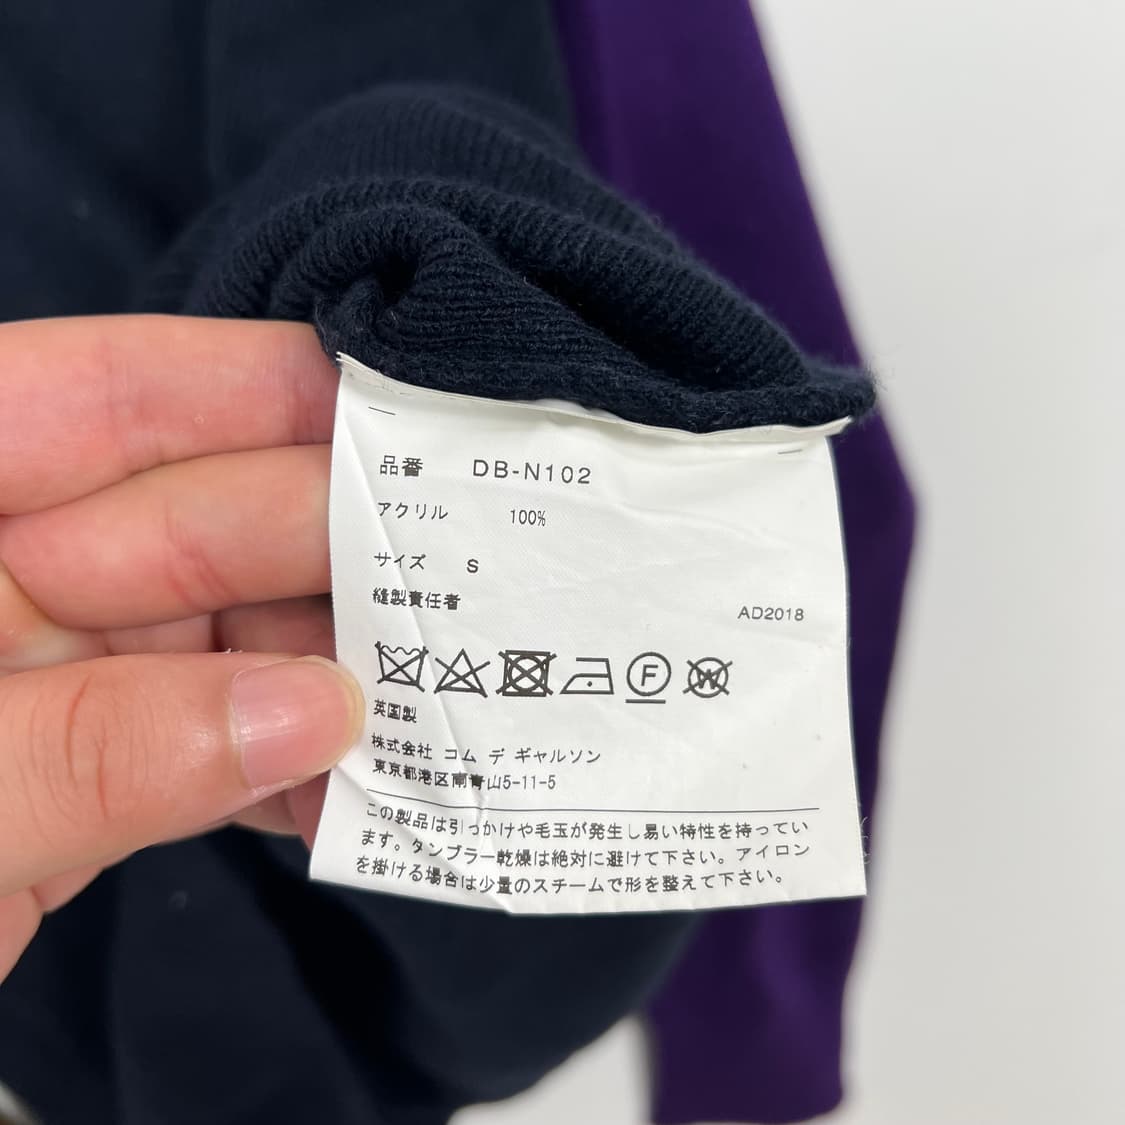 品番 DB-N102
アクリル 100%
サイズ S
縫製責任者 AD2018
F W
英国製
株式会社 コム デ ギャルソン
東京都港区南青山5-11-5
この製品は引っかけや毛玉が発生し易い特性を持ってい
ます。タンブラー乾燥は絶対に避けて下さい。アイロン
を掛ける場合は少量のスチームで形を整えて下さい。